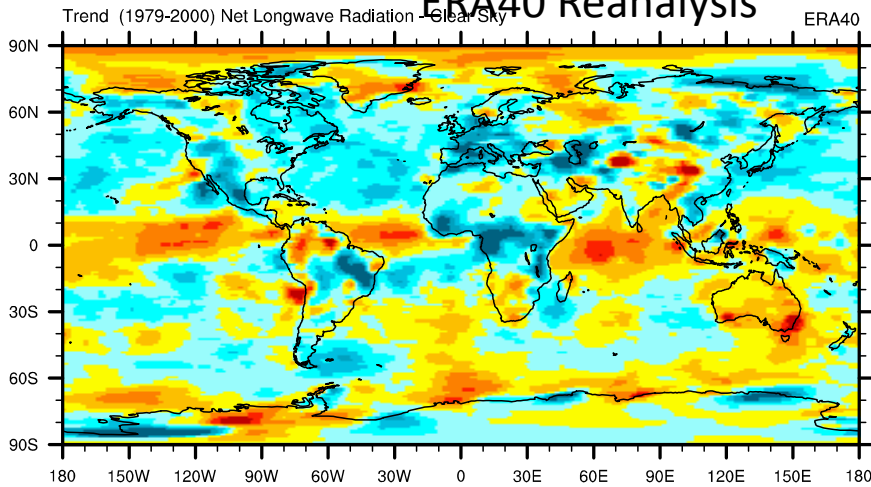 ERA40 Reanalysis
Trend (1979-2000) Net Longwave Radiation - Clear Sky
ERA40
90N
60N
30N
0
30S
60S
90S
180 150W 120W 90W 60W 30W 0 30E 60E 90E 120E 150E 180